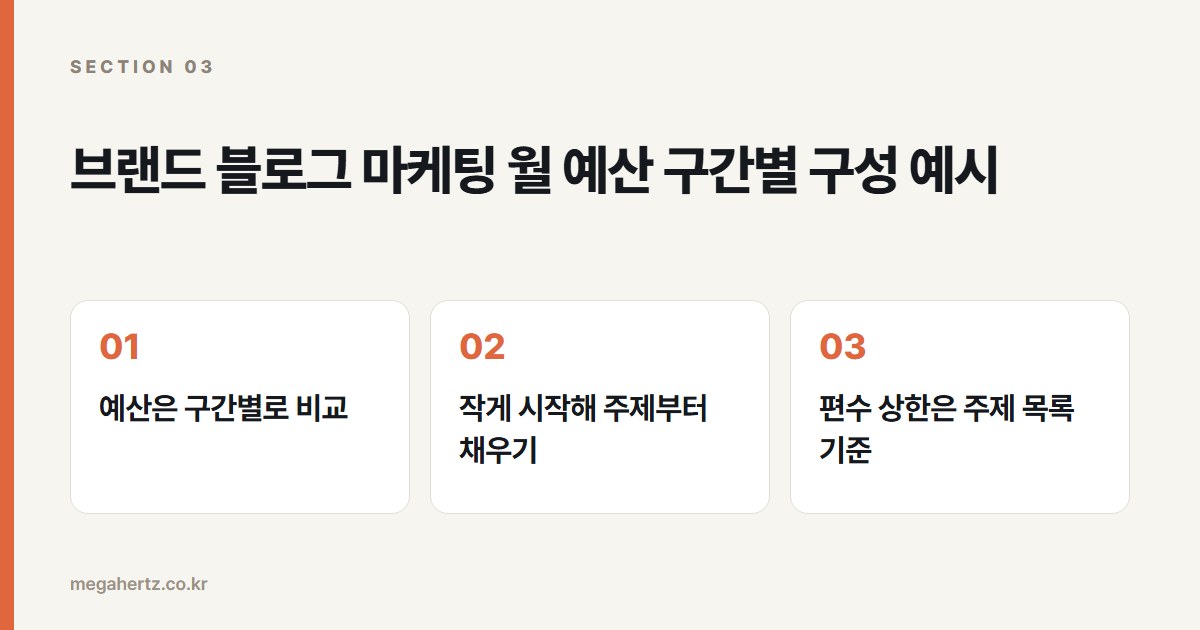 SECTION 03
브랜드 블로그 마케팅 월 예산 구간별 구성 예시
01
예산은 구간별로 비교
02
작게 시작해 주제부터
채우기
03
편수 상한은 주제 목록
기준
megahertz.co.kr